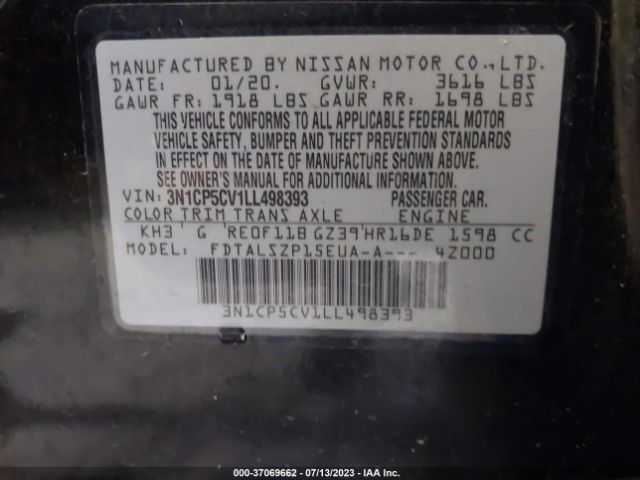 MANUFACTURED BY NISSAN MOTOR CO.,LTD.
DATE: 01/20. GVWR: 3616 LBS
GAWR FR: 1918 LBS GAWR RR: 1698 LBS
THIS VEHICLE CONFORMS TO ALL APPLICABLE FEDERAL MOTOR
VEHICLE SAFETY, BUMPER AND THEFT PREVENTION STANDARDS
IN EFFECT ON THE DATE OF MANUFACTURE SHOWN ABOVE.
SEE OWNER'S MANUAL FOR ADDITIONAL INFORMATION.
VIN: 3N1CP5CV1LL498393 PASSENGER CAR.
COLOR TRIM TRANS AXLE ENGINE
KH3 G RE0F11B GZ39 HR16DE 1598 CC
MODEL: FDTALSZP15EUA-A--- 4Z000
3N1CP5CV1LL498393
000-37069662 - 07/13/2023 - IAA Inc.